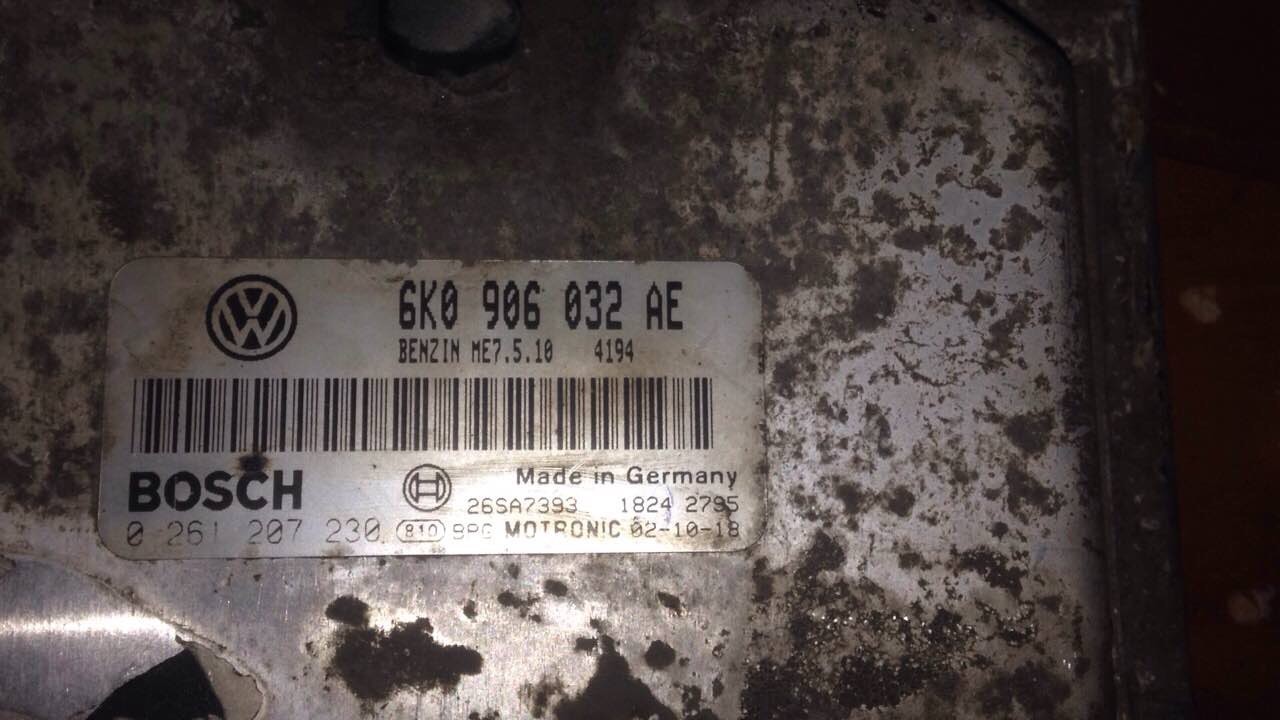 6K0 906 032 AE
BENZIN ME7.5.10 4194
BOSCH
Made in Germany
26SA7393 1824 2795
0 261 207 230 810 BPG MOTRONIC 02-10-18